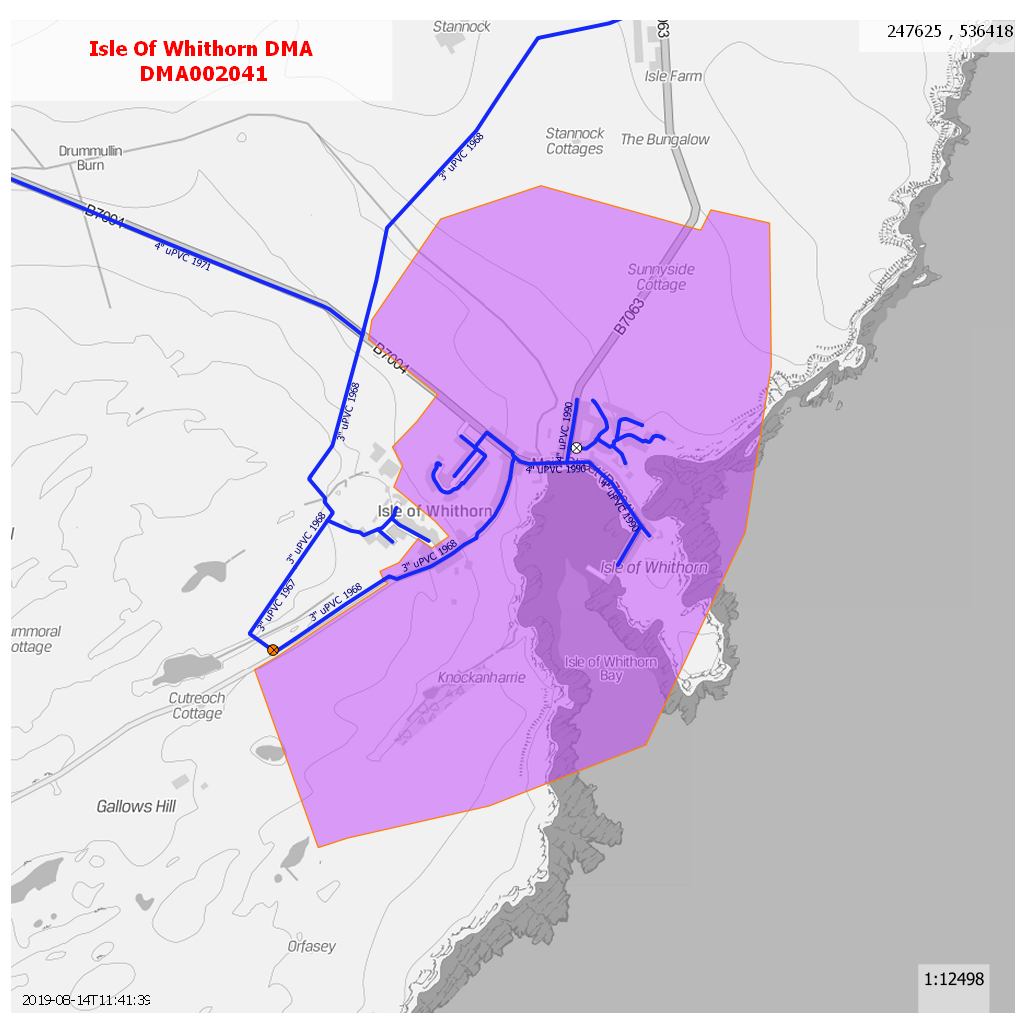 Stannock
063
247625 , 536418
Isle Of Whithorn DMA
DMA002041
Isle Farm
Stannock
Cottages
The Bungalow
3" uPVC 1968
Drummullin
Burn
B7004
4" uPVC 1971
Sunnyside
Cottage
B7063
B7004
3" uPVC 1968
4" uPVC 1990
4" uPVC 1990
4" uPVC 1990
Isle of Whithorn
3" uPVC 1968
3" uPVC 1968
Isle of Whithorn
3" uPVC 1967
3" uPVC 1968
ummoral
ottage
Isle of Whithorn
Bay
Knockanharrie
Cutreoch
Cottage
Gallows Hill
Orfasey
1:12498
2019-08-14T11:41:39